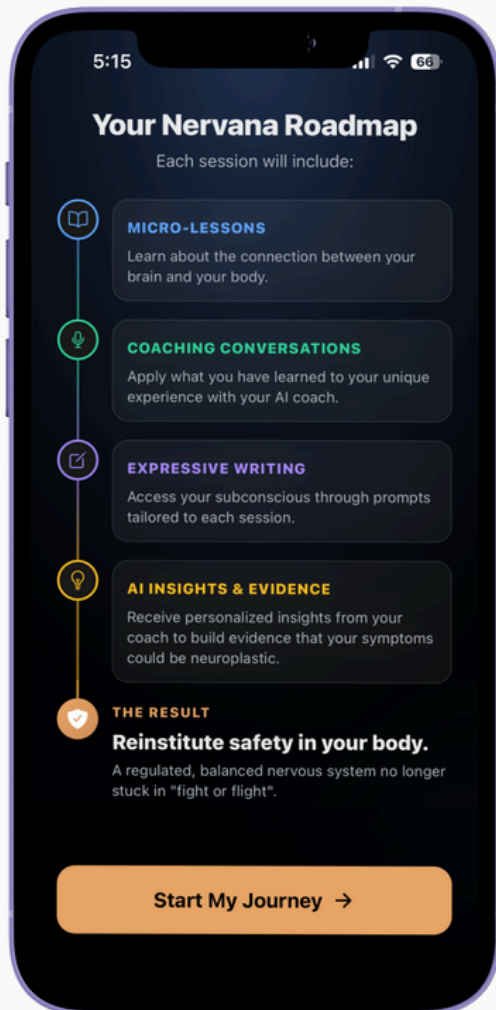 5:15
66
Your Nervana Roadmap
Each session will include:
MICRO-LESSONS
Learn about the connection between your
brain and your body.
COACHING CONVERSATIONS
Apply what you have learned to your unique
experience with your AI coach.
EXPRESSIVE WRITING
Access your subconscious through prompts
tailored to each session.
AI INSIGHTS & EVIDENCE
Receive personalized insights from your
coach to build evidence that your symptoms
could be neuroplastic.
THE RESULT
Reinstitute safety in your body.
A regulated, balanced nervous system no longer
stuck in "fight or flight".
Start My Journey →